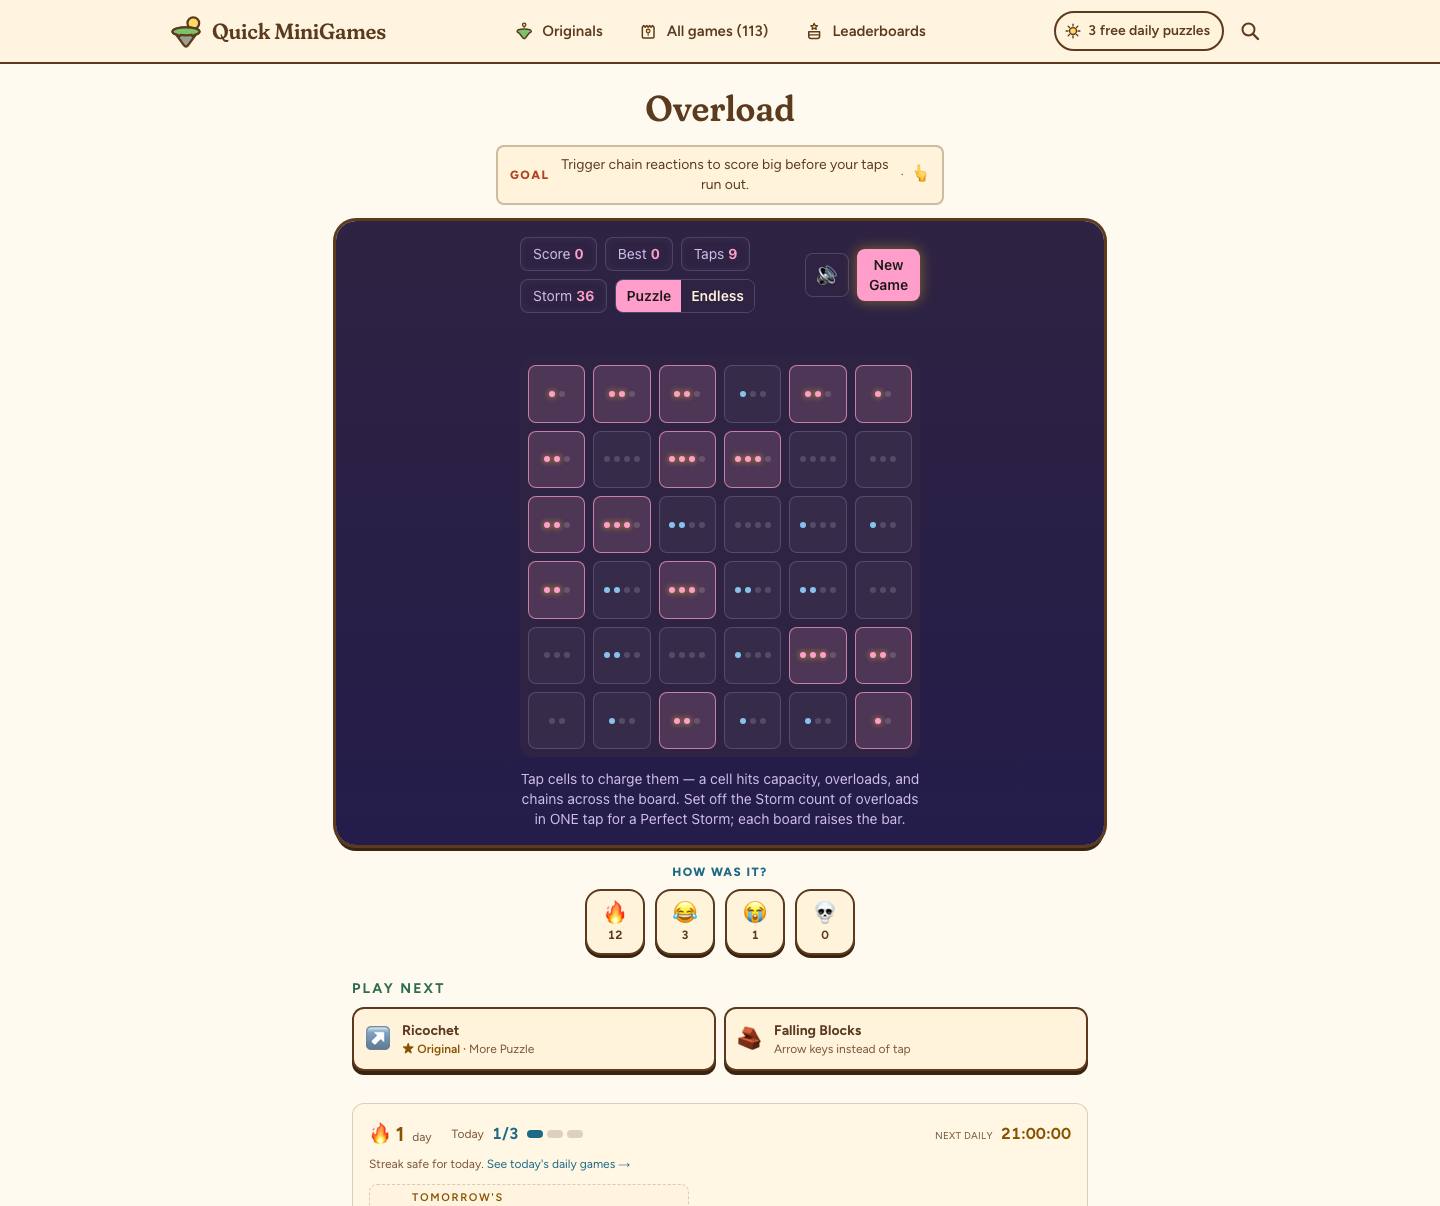 Quick MiniGames
Originals
All games (113)
Leaderboards
3 free daily puzzles
Overload
GOAL
Trigger chain reactions to score big before your taps
run out.
·
Score 0
Best 0
Taps 9
Storm 36
Puzzle
Endless
New
Game
Tap cells to charge them — a cell hits capacity, overloads, and
chains across the board. Set off the Storm count of overloads
in ONE tap for a Perfect Storm; each board raises the bar.
HOW WAS IT?
12
3
1
0
PLAY NEXT
Ricochet
Original · More Puzzle
Falling Blocks
Arrow keys instead of tap
1 day
Today 1/3
NEXT DAILY 21:00:00
Streak safe for today. See today's daily games →
TOMORROW'S